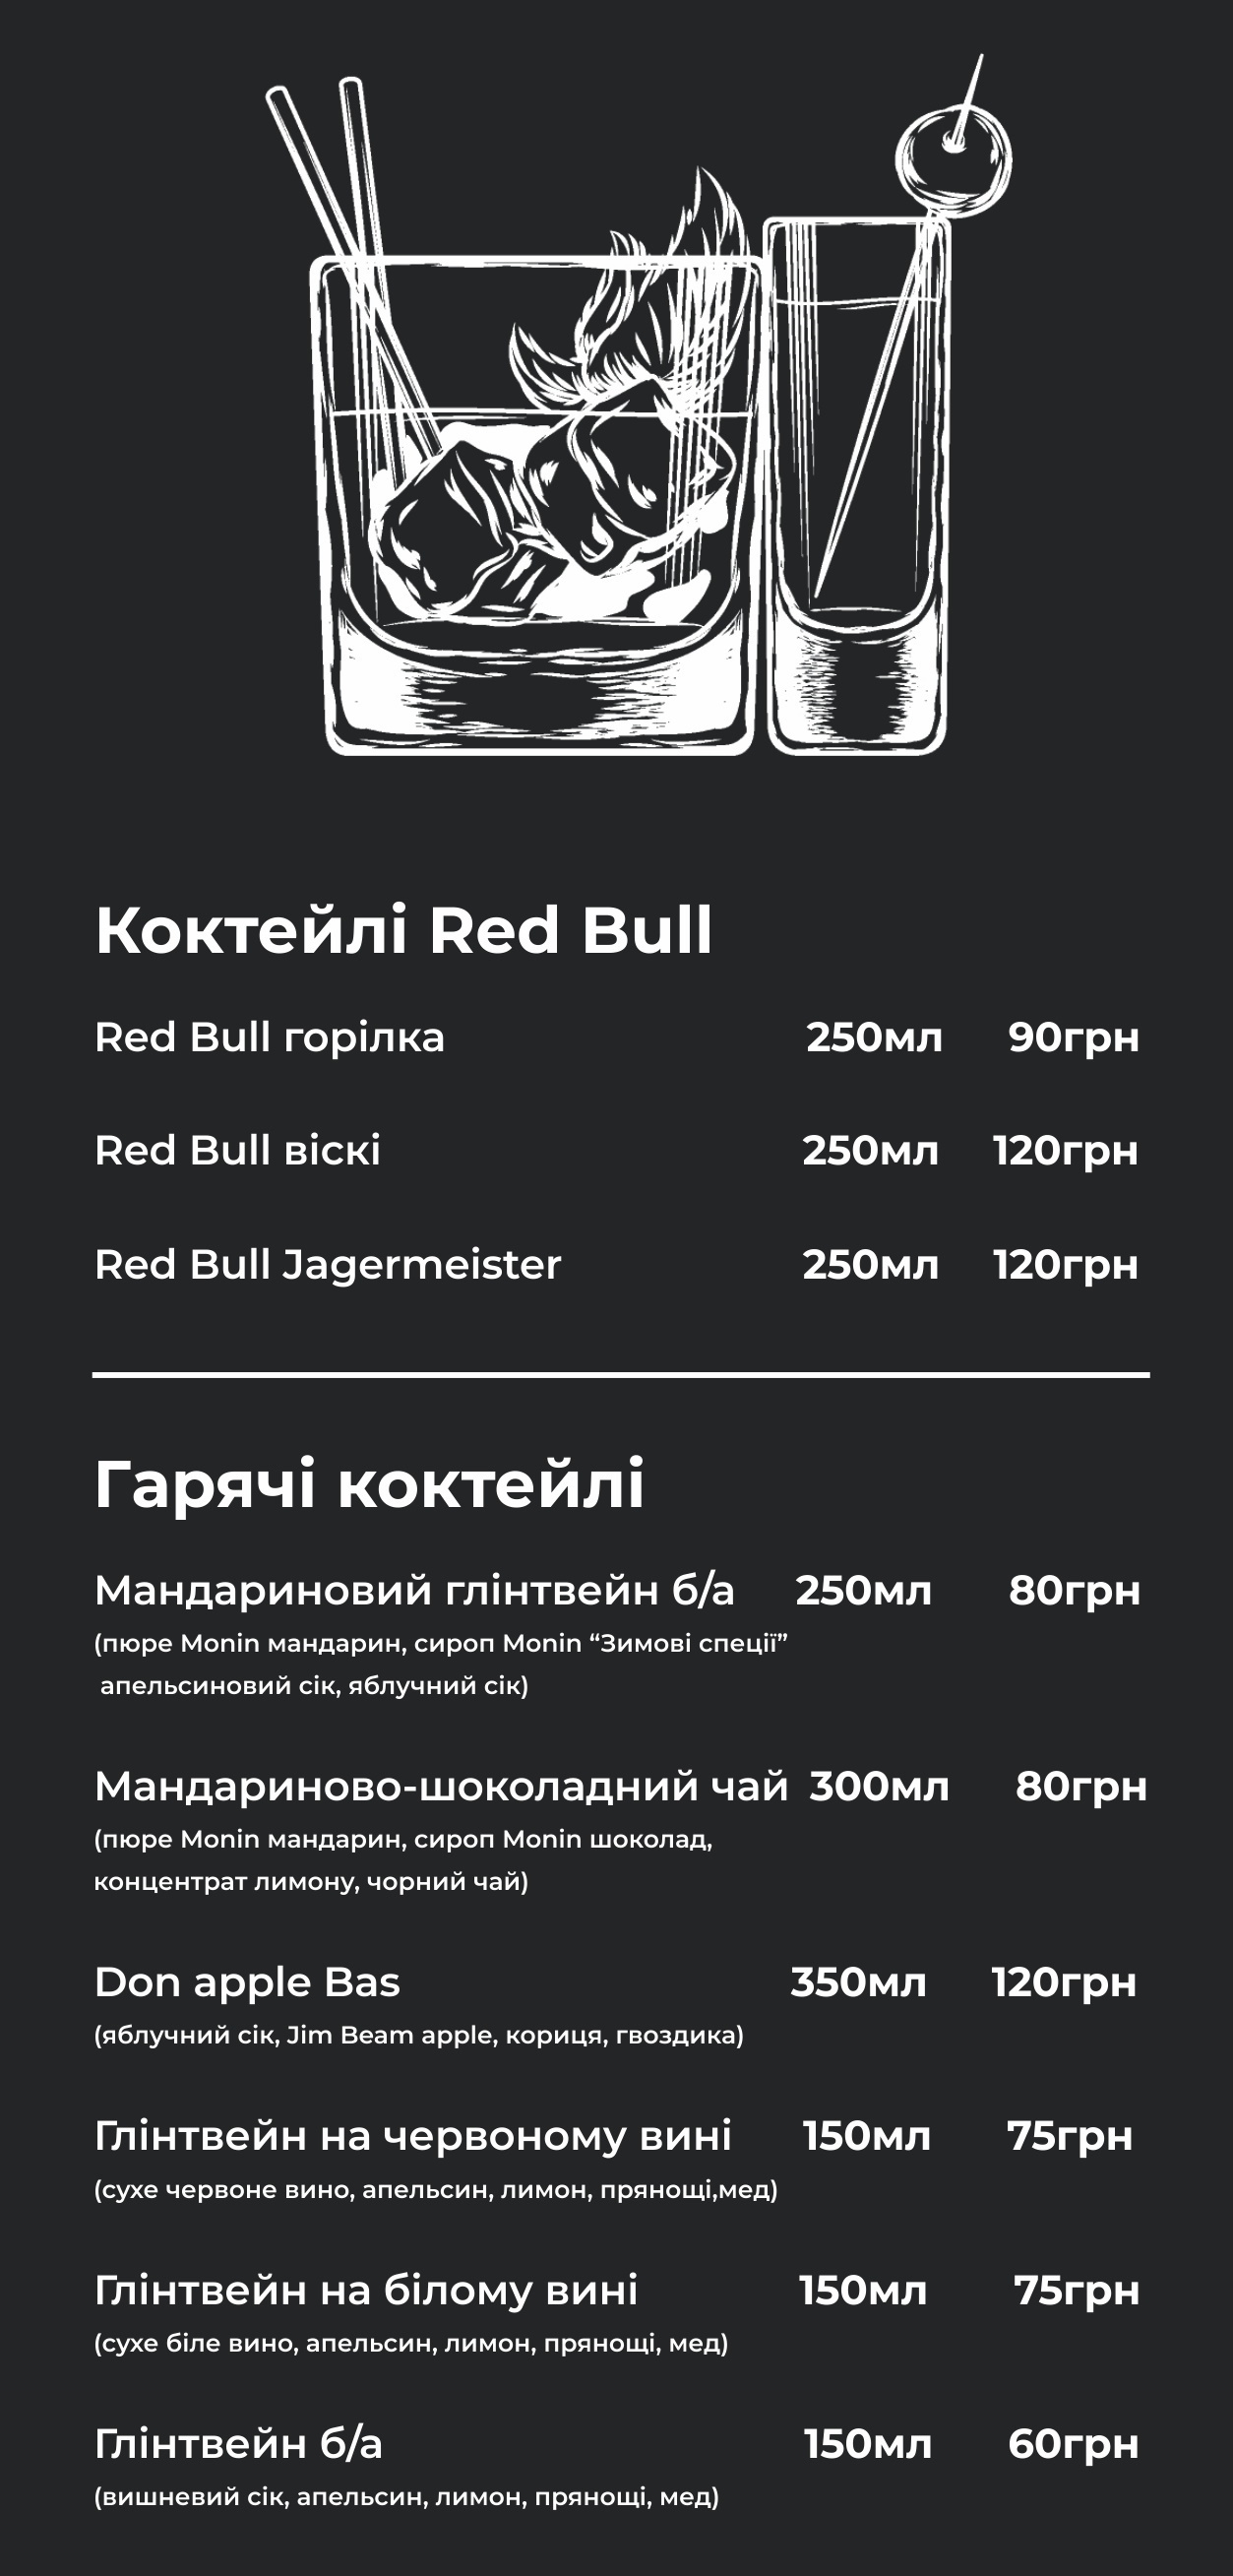 Коктейлі Red Bull
Red Bull горілка 250мл 90грн
Red Bull віскі 250мл 120грн
Red Bull Jagermeister 250мл 120грн
Гарячі коктейлі
Мандариновий глінтвейн б/а 250мл 80грн
(пюре Monin мандарин, сироп Monin “Зимові спеції”
апельсиновий сік, яблучний сік)
Мандариново-шоколадний чай 300мл 80грн
(пюре Monin мандарин, сироп Monin шоколад,
концентрат лимону, чорний чай)
Don apple Bas 350мл 120грн
(яблучний сік, Jim Beam apple, кориця, гвоздика)
Глінтвейн на червоному вині 150мл 75грн
(сухе червоне вино, апельсин, лимон, прянощі,мед)
Глінтвейн на білому вині 150мл 75грн
(сухе біле вино, апельсин, лимон, прянощі, мед)
Глінтвейн б/а 150мл 60грн
(вишневий сік, апельсин, лимон, прянощі, мед)